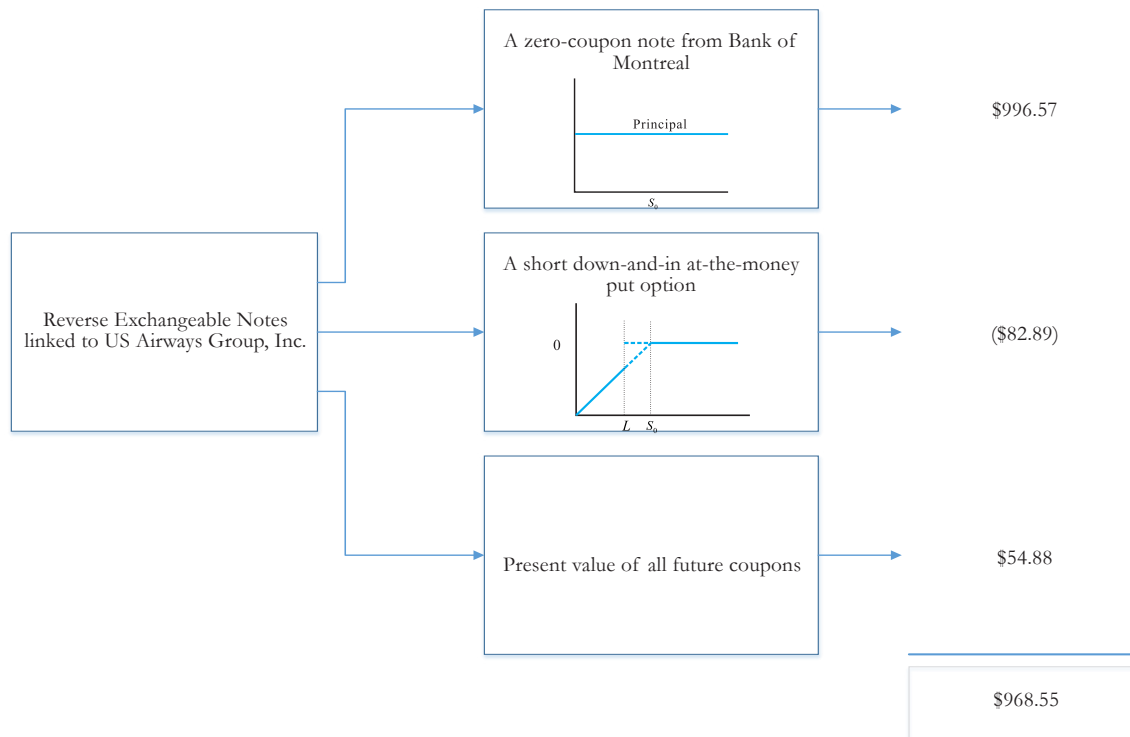 A zero-coupon note from Bank of
Montreal
Principal
S₀
$996.57
Reverse Exchangeable Notes
linked to US Airways Group, Inc.
A short down-and-in at-the-money
put option
0
L S₀
($82.89)
Present value of all future coupons
$54.88
$968.55